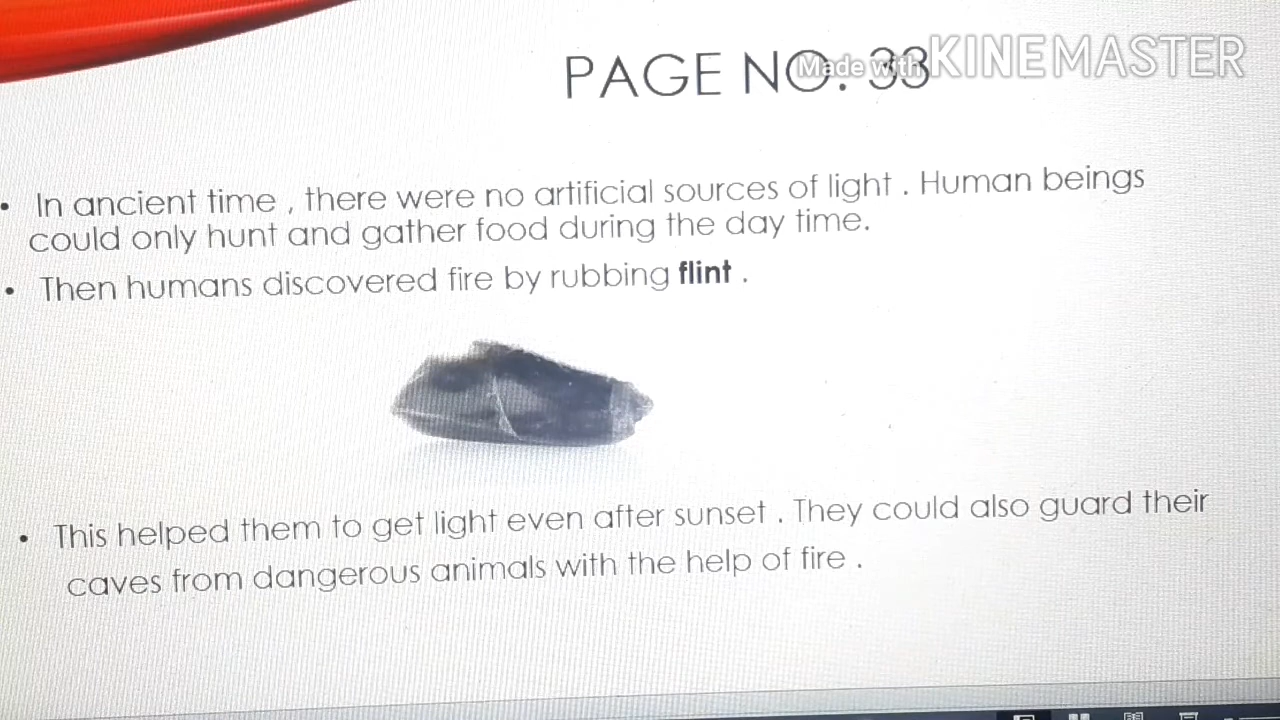 PAGE NO. 33
Made with KINEMASTER
• In ancient time , there were no artificial sources of light . Human beings
could only hunt and gather food during the day time.
• Then humans discovered fire by rubbing flint .
• This helped them to get light even after sunset . They could also guard their
caves from dangerous animals with the help of fire .